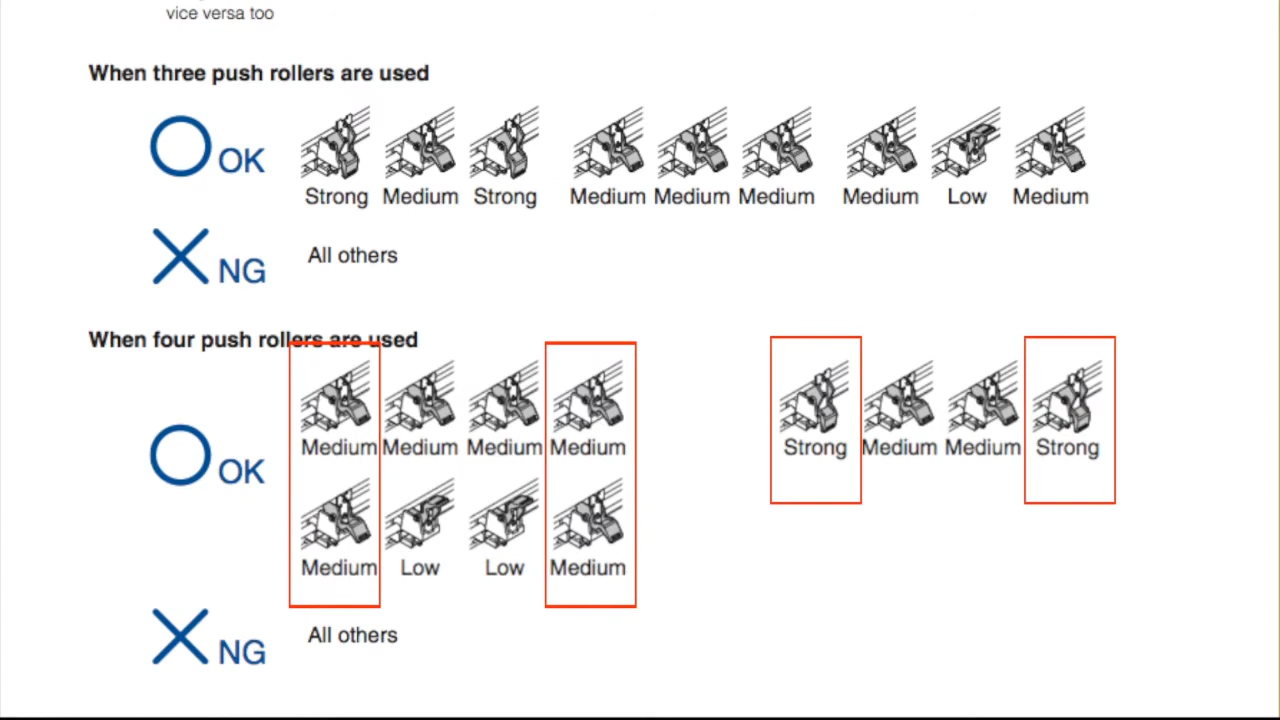 vice versa too
When three push rollers are used
OK
Strong Medium Strong Medium Medium Medium Medium Low Medium
NG
All others
When four push rollers are used
Medium Medium Medium Medium Strong Medium Medium Strong
OK
Medium Low Low Medium
NG
All others